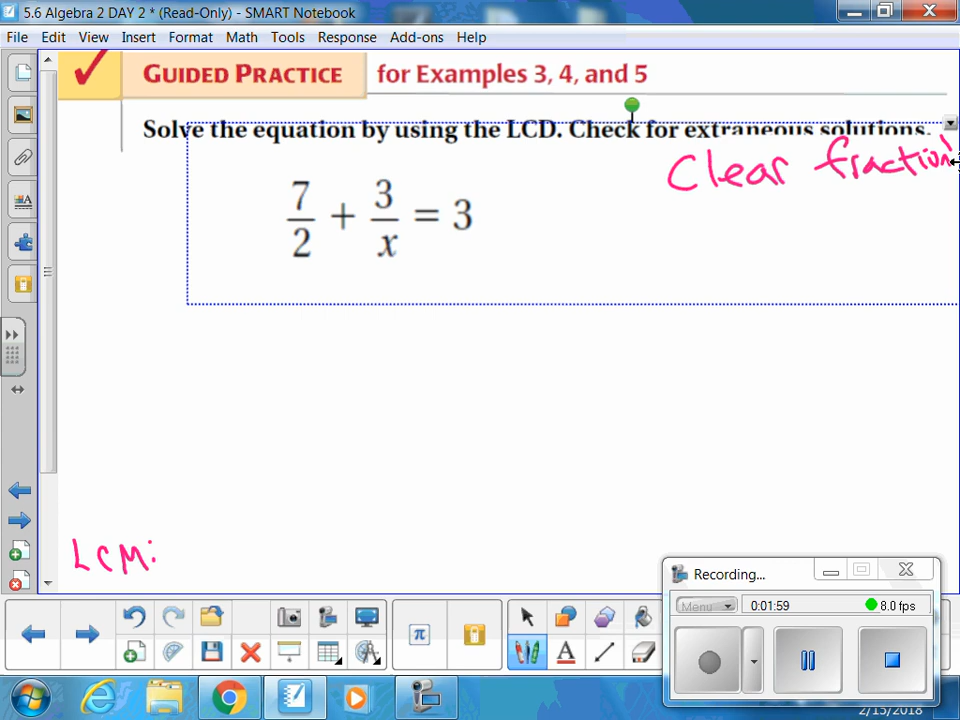 5.6 Algebra 2 DAY 2 * (Read-Only) - SMART Notebook
File Edit View Insert Format Math Tools Response Add-ons Help
GUIDED PRACTICE for Examples 3, 4, and 5
Solve the equation by using the LCD. Check for extraneous solutions.
Clear fraction
7/2 + 3/x = 3
LCM:
Recording...
Menu 0:01:59 8.0 fps
π
A
2/15/2018